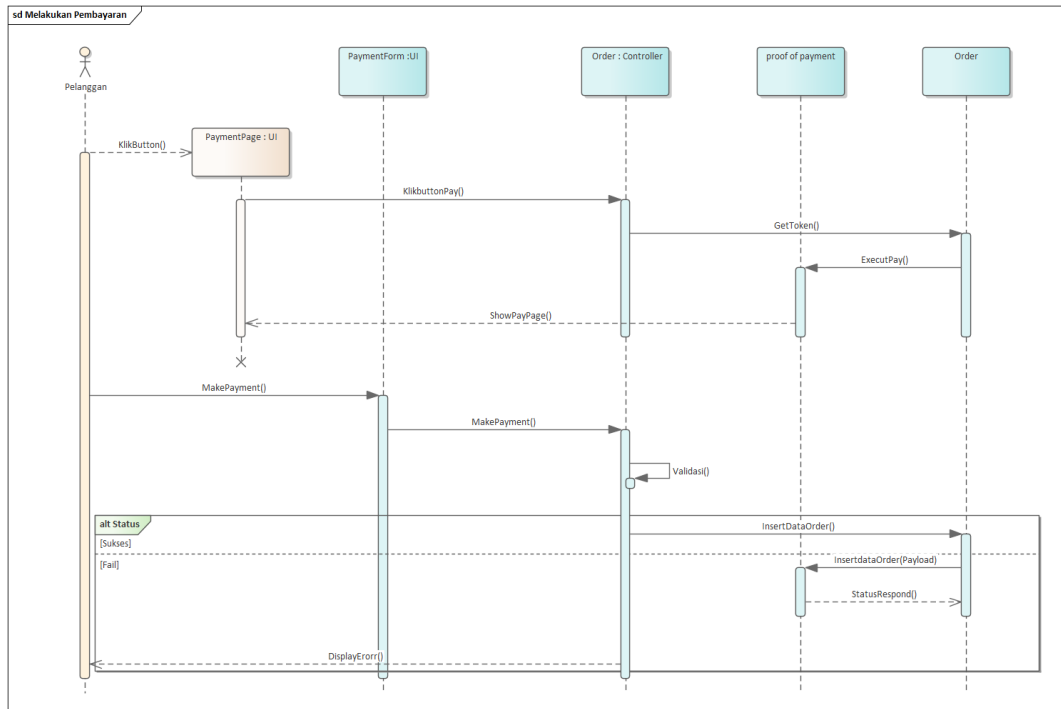 sd Melakukan Pembayaran
PaymentForm :UI
Order : Controller
proof of payment
Order
Pelanggan
PaymentPage : UI
KlikButton()
KlikbuttonPay()
GetToken()
ExecutPay()
ShowPayPage()
MakePayment()
MakePayment()
Validasi()
alt Status
InsertDataOrder()
[Sukses]
[Fail]
InsertdataOrder(Payload)
StatusRespond()
DisplayErorr()